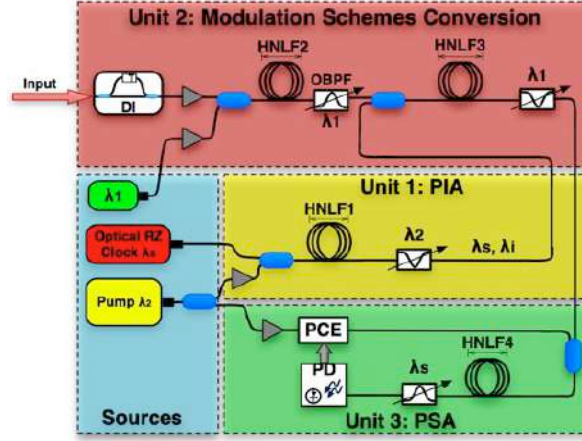 Unit 2: Modulation Schemes Conversion
HNLF2
HNLF3
Input
DI
OBPF
λ1
λ1
λ1
Unit 1: PIA
HNLF1
Optical RZ
Clock λs
λ2
λs, λi
Pump λ2
PCE
HNLF4
PD
λs
Sources
Unit 3: PSA